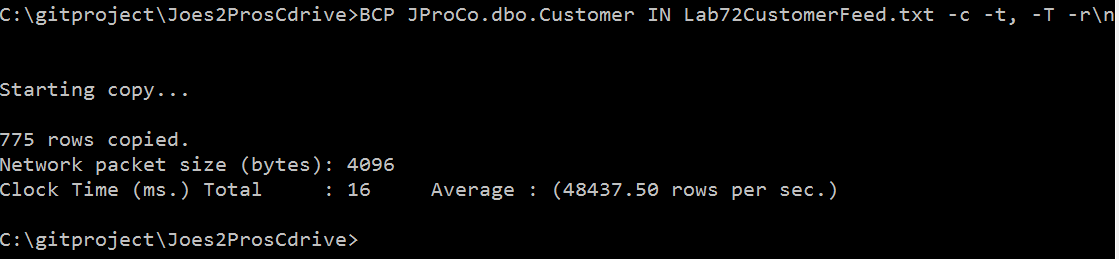 C:\gitproject\Joes2ProsCdrive>BCP JProCo.dbo.Customer IN Lab72CustomerFeed.txt -c -t, -T -r\n
Starting copy...
775 rows copied.
Network packet size (bytes): 4096
Clock Time (ms.) Total     : 16     Average : (48437.50 rows per sec.)
C:\gitproject\Joes2ProsCdrive>